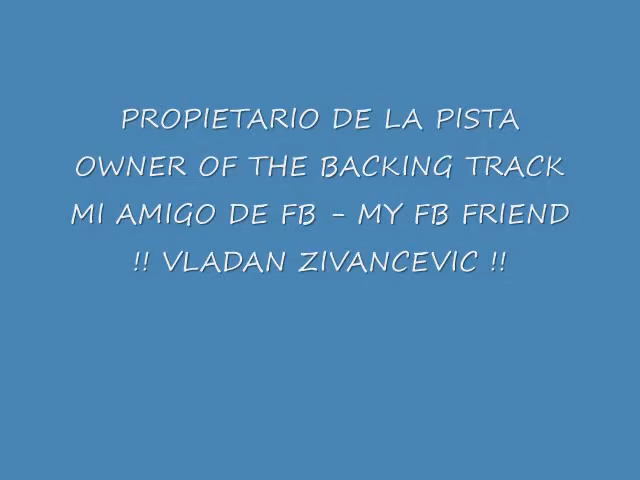 PROPIETARIO DE LA PISTA
OWNER OF THE BACKING TRACK
MI AMIGO DE FB - MY FB FRIEND
!! VLADAN ZIVANCEVIC !!